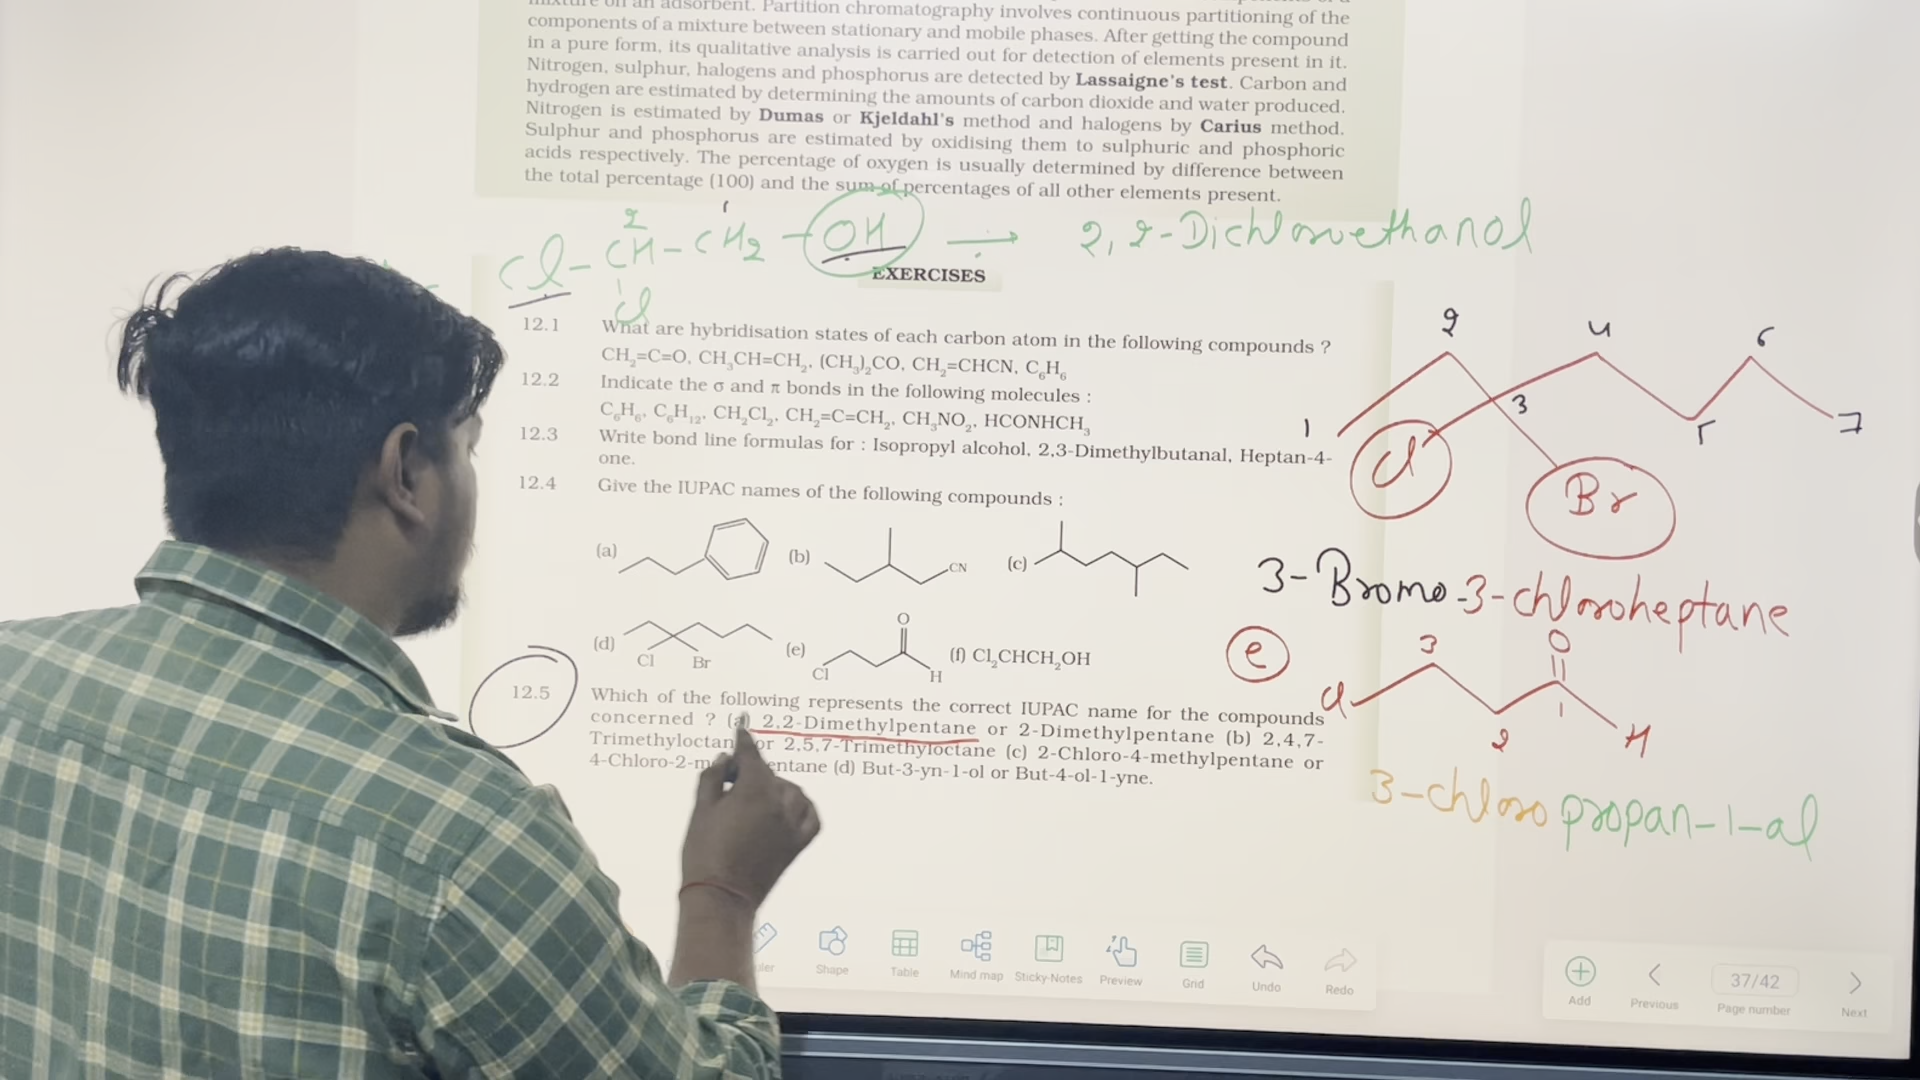 mixture on an adsorbent. Partition chromatography involves continuous partitioning of the
components of a mixture between stationary and mobile phases. After getting the compound
in a pure form, its qualitative analysis is carried out for detection of elements present in it.
Nitrogen, sulphur, halogens and phosphorus are detected by Lassaigne's test. Carbon and
hydrogen are estimated by determining the amounts of carbon dioxide and water produced.
Nitrogen is estimated by Dumas or Kjeldahl's method and halogens by Carius method.
Sulphur and phosphorus are estimated by oxidising them to sulphuric and phosphoric
acids respectively. The percentage of oxygen is usually determined by difference between
the total percentage (100) and the sum of percentages of all other elements present.
2 1
Cl-CH-CH₂-OH → 2,2-Dichloroethanol
Cl
EXERCISES
12.1 What are hybridisation states of each carbon atom in the following compounds ?
CH₂=C=O, CH₃CH=CH₂, (CH₃)₂CO, CH₂=CHCN, C₆H₆
12.2 Indicate the σ and π bonds in the following molecules :
C₆H₆, C₆H₁₂, CH₂Cl₂, CH₂=C=CH₂, CH₃NO₂, HCONHCH₃
12.3 Write bond line formulas for : Isopropyl alcohol, 2,3-Dimethylbutanal, Heptan-4-
one.
12.4 Give the IUPAC names of the following compounds :
(a) (b) CN (c)
(d) Cl Br (e) O Cl H (f) Cl₂CHCH₂OH
12.5 Which of the following represents the correct IUPAC name for the compounds
concerned ? (a) 2,2-Dimethylpentane or 2-Dimethylpentane (b) 2,4,7-
Trimethyloctan or 2,5,7-Trimethyloctane (c) 2-Chloro-4-methylpentane or
4-Chloro-2-m entane (d) But-3-yn-1-ol or But-4-ol-1-yne.
2 4 6
1 3 5 7
Cl Br
3-Bromo-3-chloroheptane
e
3 O
Cl 1
2 H
3-chloropropan-1-al
Shape Table Mind map Sticky-Notes Preview Grid Undo Redo
Add Previous 37/42 Page number Next